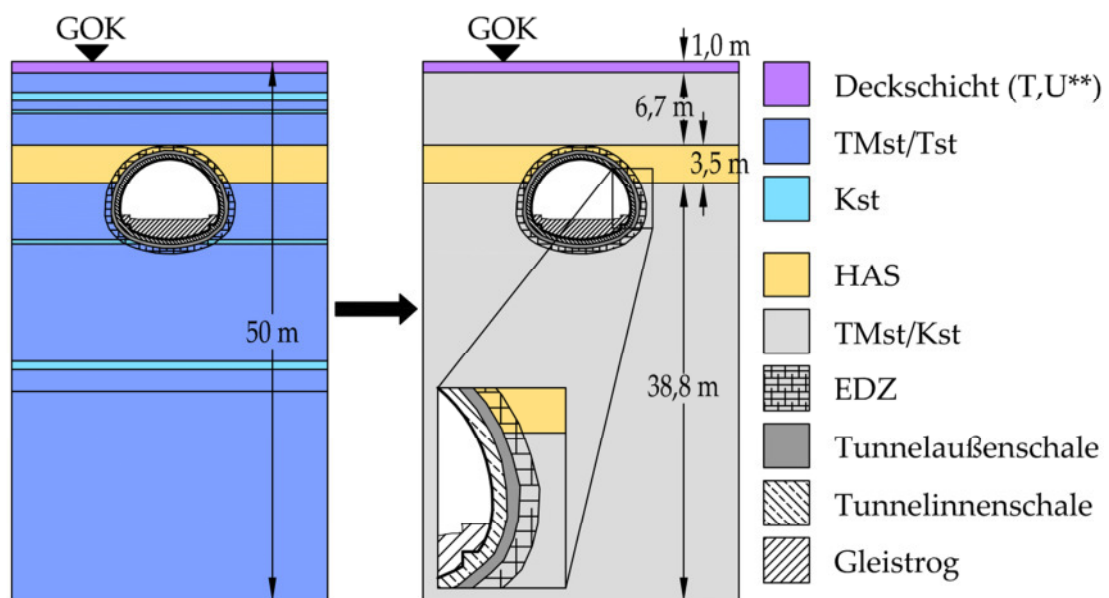 GOK
50 m
GOK
1,0 m
6,7 m
3,5 m
38,8 m
Deckschicht (T,U**)
TMst/Tst
Kst
HAS
TMst/Kst
EDZ
Tunnelaußenschale
Tunnelinnenschale
Gleistrog